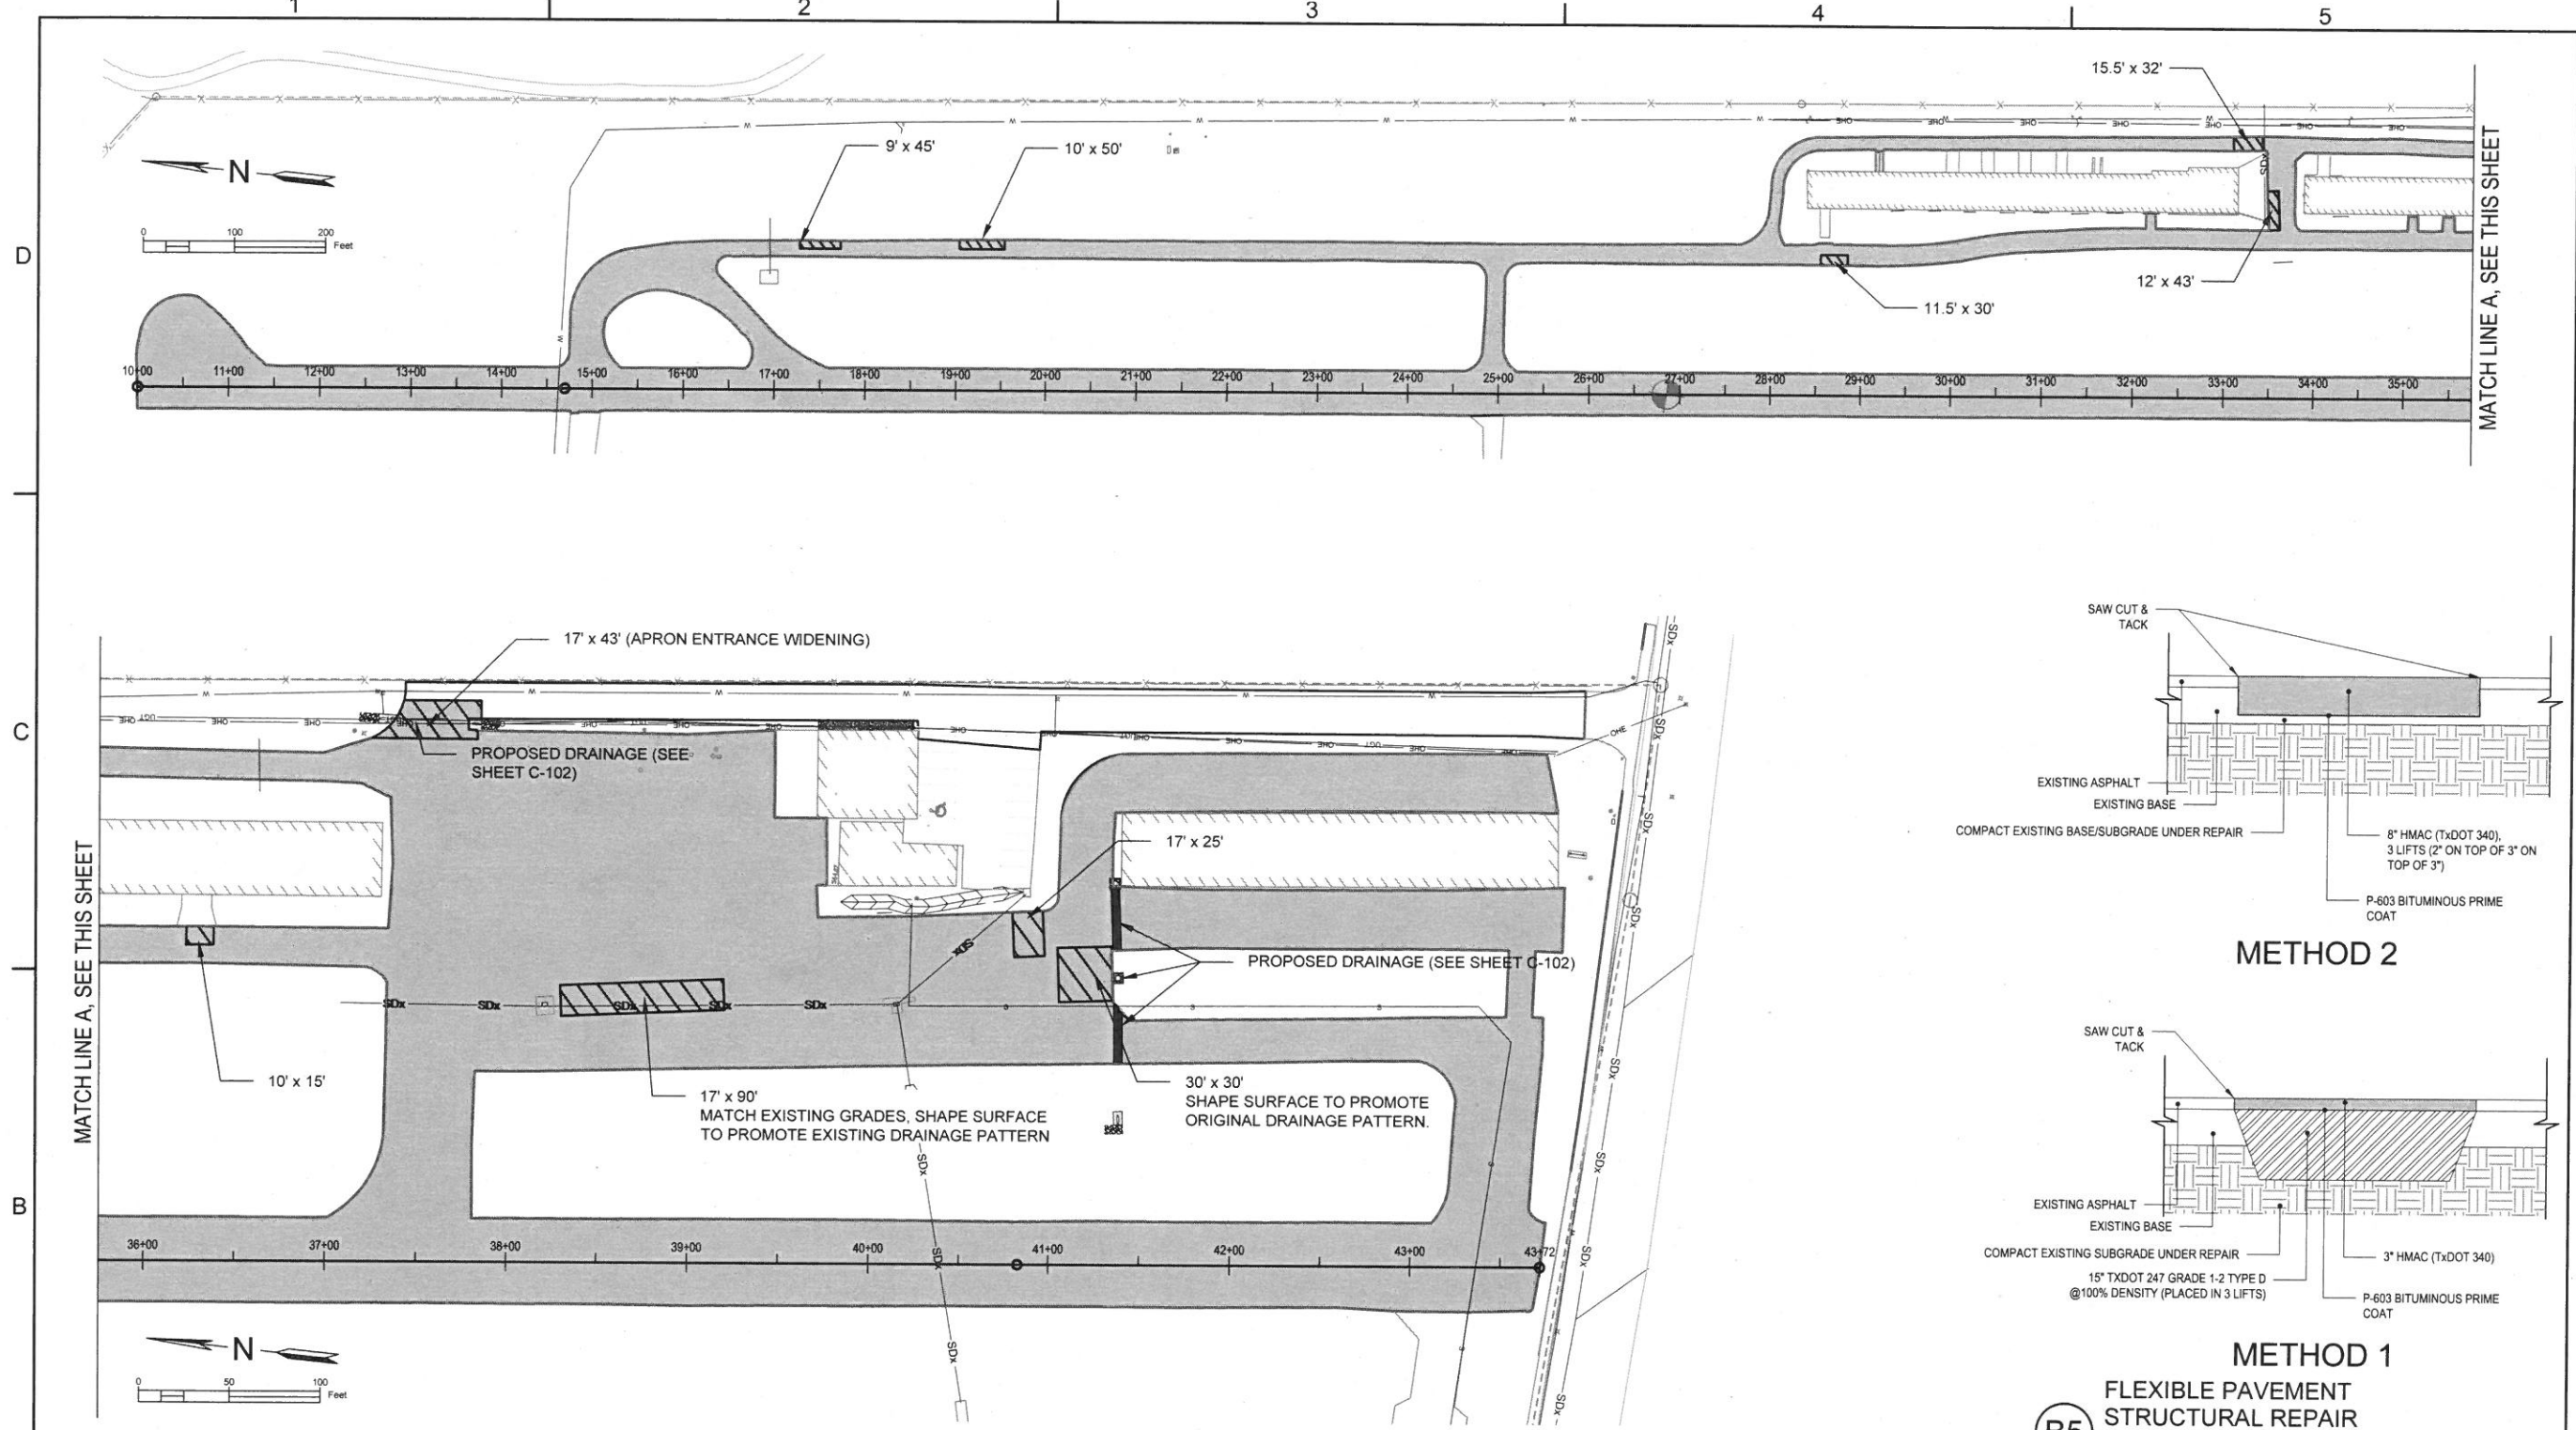 1
2
3
4
5
D
C
B
15.5' x 32'
9' x 45'
10' x 50'
N
0
100
200
Feet
12' x 43'
11.5' x 30'
MATCH LINE A, SEE THIS SHEET
10+00
11+00
12+00
13+00
14+00
15+00
16+00
17+00
18+00
19+00
20+00
21+00
22+00
23+00
24+00
25+00
26+00
27+00
28+00
29+00
30+00
31+00
32+00
33+00
34+00
35+00
17' x 43' (APRON ENTRANCE WIDENING)
PROPOSED DRAINAGE (SEE
SHEET C-102)
17' x 25'
PROPOSED DRAINAGE (SEE SHEET C-102)
MATCH LINE A, SEE THIS SHEET
10' x 15'
17' x 90'
MATCH EXISTING GRADES, SHAPE SURFACE
TO PROMOTE EXISTING DRAINAGE PATTERN
30' x 30'
SHAPE SURFACE TO PROMOTE
ORIGINAL DRAINAGE PATTERN.
SDx
SDx
SDx
SDx
SDx
36+00
37+00
38+00
39+00
40+00
41+00
42+00
43+00
43+72
N
0
50
100
Feet
SAW CUT &
TACK
EXISTING ASPHALT
EXISTING BASE
COMPACT EXISTING BASE/SUBGRADE UNDER REPAIR
8" HMAC (TxDOT 340),
3 LIFTS (2" ON TOP OF 3" ON
TOP OF 3")
P-603 BITUMINOUS PRIME
COAT
METHOD 2
SAW CUT &
TACK
EXISTING ASPHALT
EXISTING BASE
COMPACT EXISTING SUBGRADE UNDER REPAIR
15" TXDOT 247 GRADE 1-2 TYPE D
@100% DENSITY (PLACED IN 3 LIFTS)
3" HMAC (TxDOT 340)
P-603 BITUMINOUS PRIME
COAT
METHOD 1
FLEXIBLE PAVEMENT
STRUCTURAL REPAIR
B5